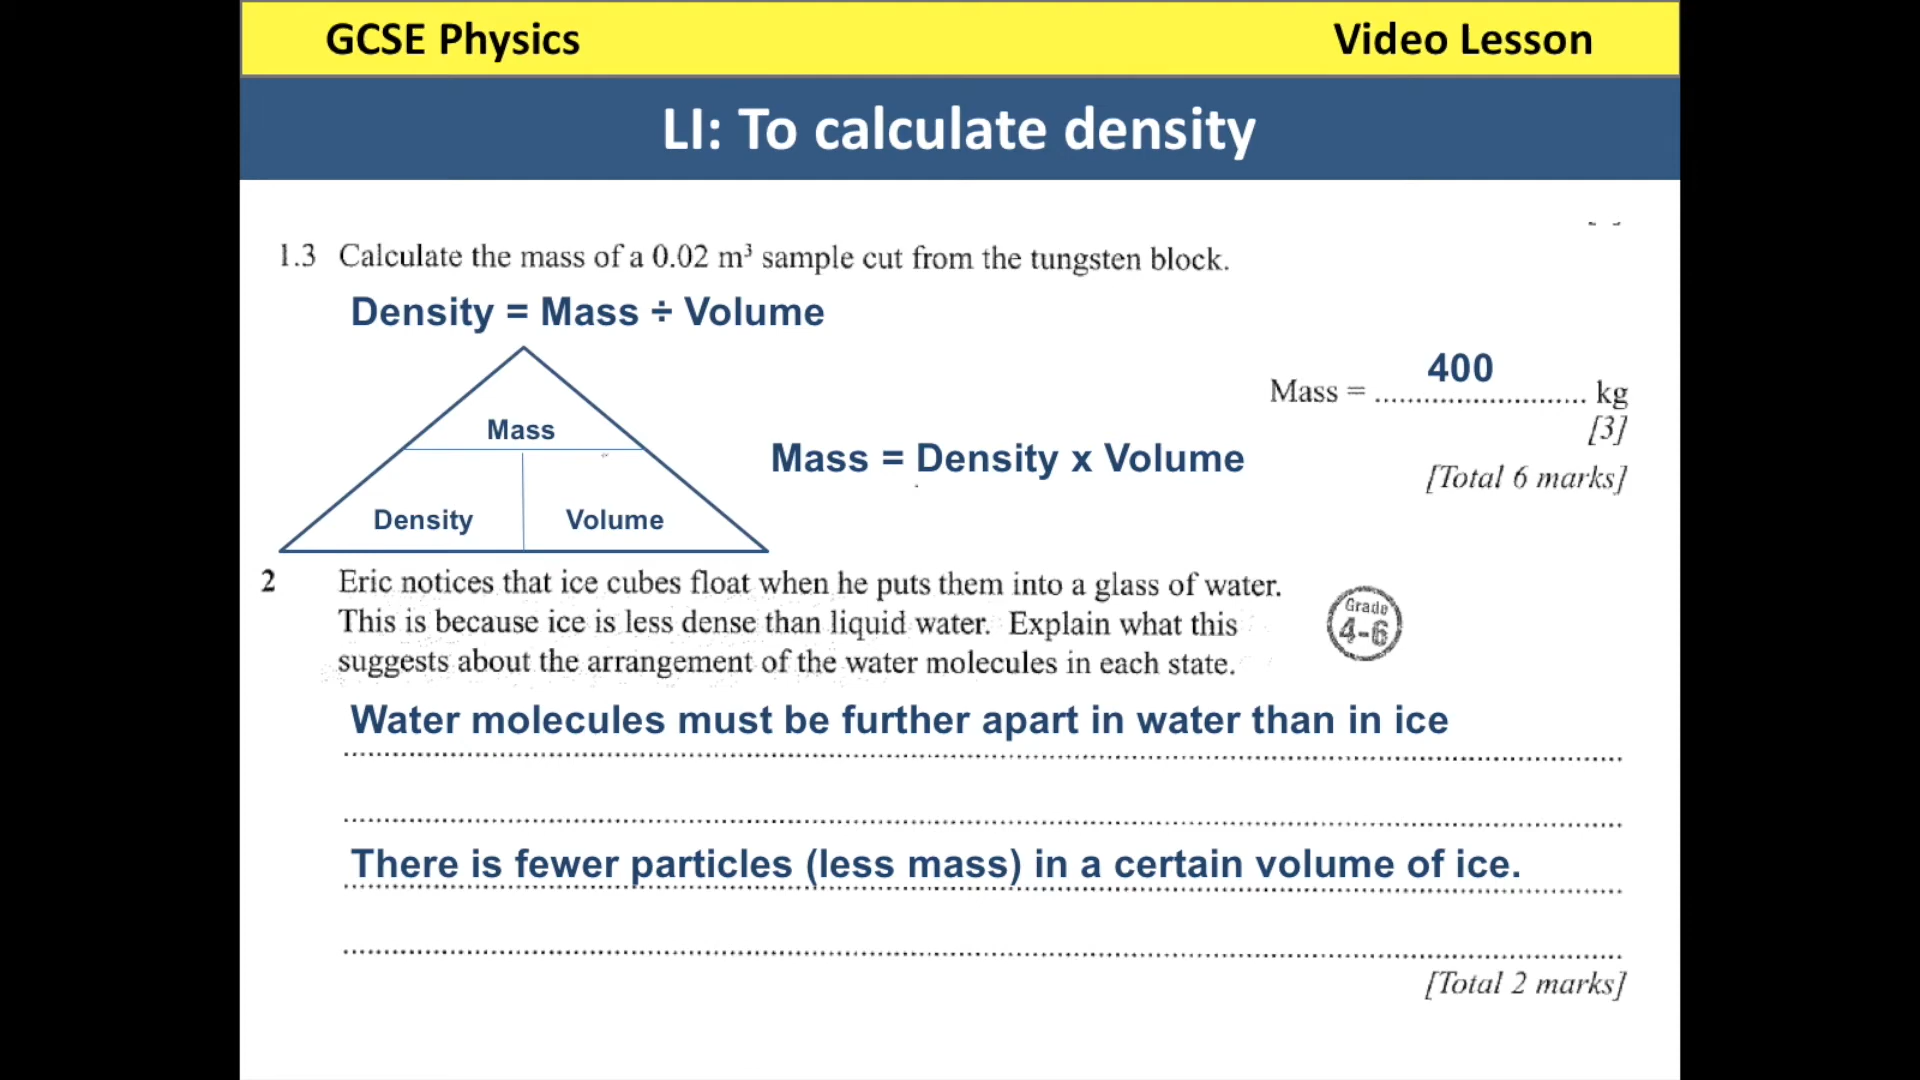 GCSE Physics Video Lesson
LI: To calculate density
1.3 Calculate the mass of a 0.02 m³ sample cut from the tungsten block.
Density = Mass ÷ Volume
400
Mass = .......................... kg
[3]
Mass
Mass = Density x Volume
[Total 6 marks]
Density Volume
2 Eric notices that ice cubes float when he puts them into a glass of water.
This is because ice is less dense than liquid water. Explain what this
suggests about the arrangement of the water molecules in each state.
Grade
4-6
Water molecules must be further apart in water than in ice
There is fewer particles (less mass) in a certain volume of ice.
[Total 2 marks]